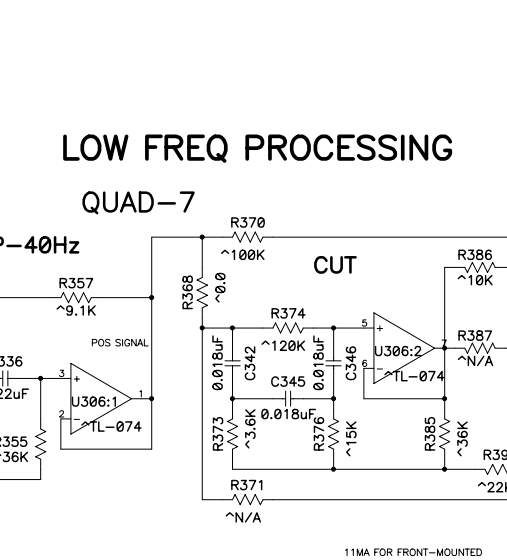 LOW FREQ PROCESSING
QUAD-7
P-40Hz
R370
^100K
CUT
R386
^10K
R368
^0.0
R357
^9.1K
POS SIGNAL
R374
^120K
0.018uF
C342
0.018uF
C346
5
+
6
-
7
U306:2
^TL-074
R387
^N/A
336
22uF
3
+
2
-
1
U306:1
^TL-074
C345
0.018uF
R373
^3.6K
R376
^15K
R385
^36K
R355
^36K
R39
^22K
R371
^N/A
11MA FOR FRONT-MOUNTED